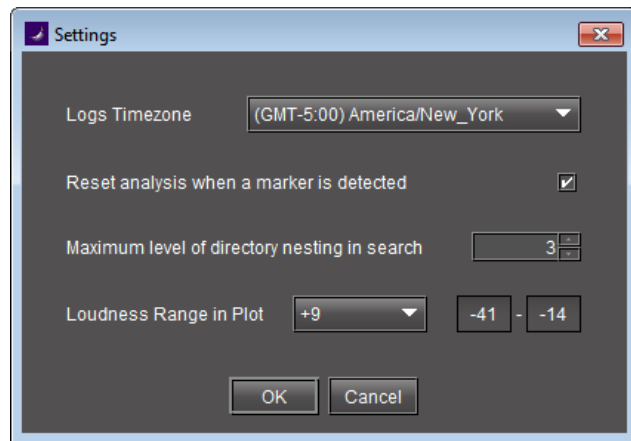 Settings
Logs Timezone (GMT-5:00) America/New_York
Reset analysis when a marker is detected
Maximum level of directory nesting in search 3
Loudness Range in Plot +9 -41 - -14
OK Cancel